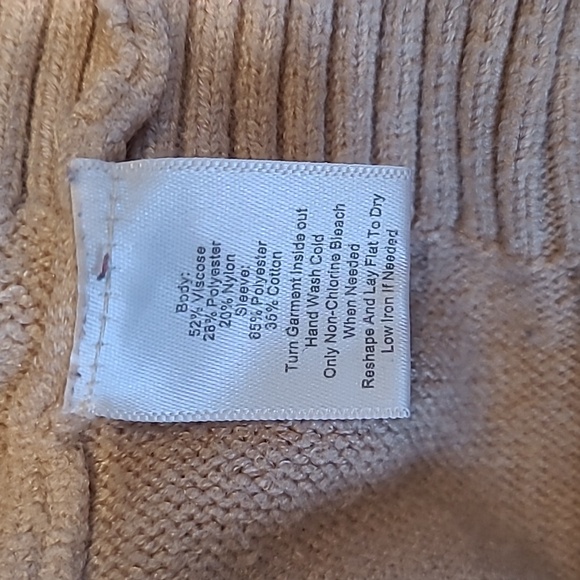 Body:
52% Viscose
28% Polyester
20% Nylon
Sleeve:
65% Polyester
35% Cotton
Turn Garment Inside out
Hand Wash Cold
Only Non-Chlorine Bleach
When Needed
Reshape And Lay Flat To Dry
Low Iron If Needed